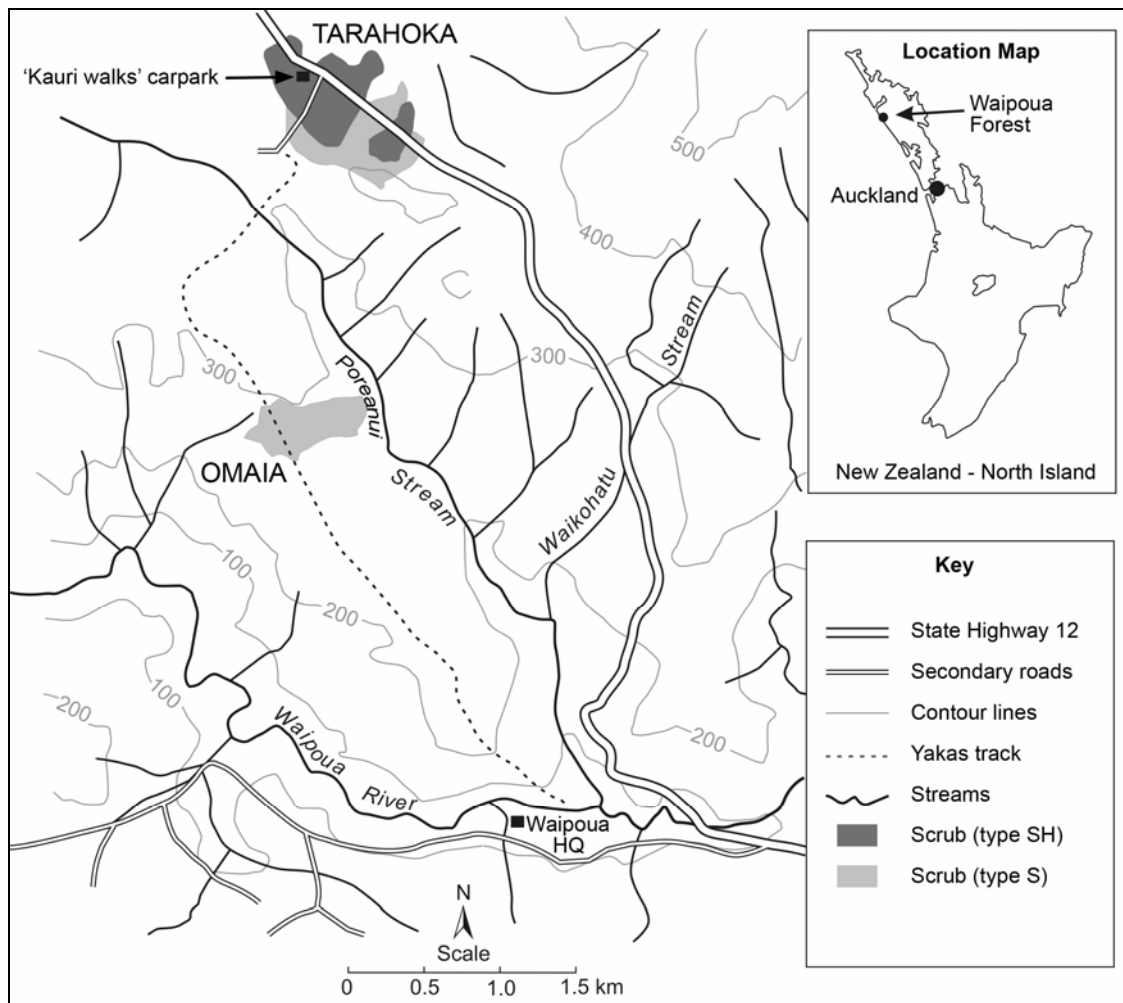 TARAHOKA
'Kauri walks' carpark
500
400
Stream
300
Poreanui
300
OMAIA
Stream
Waikohatu
100
200
100
200
Waipoua
River
200
Waipoua
HQ
N
Scale
0 0.5 1.0 1.5 km
Location Map
Waipoua
Forest
Auckland
New Zealand - North Island
Key
State Highway 12
Secondary roads
Contour lines
Yakas track
Streams
Scrub (type SH)
Scrub (type S)